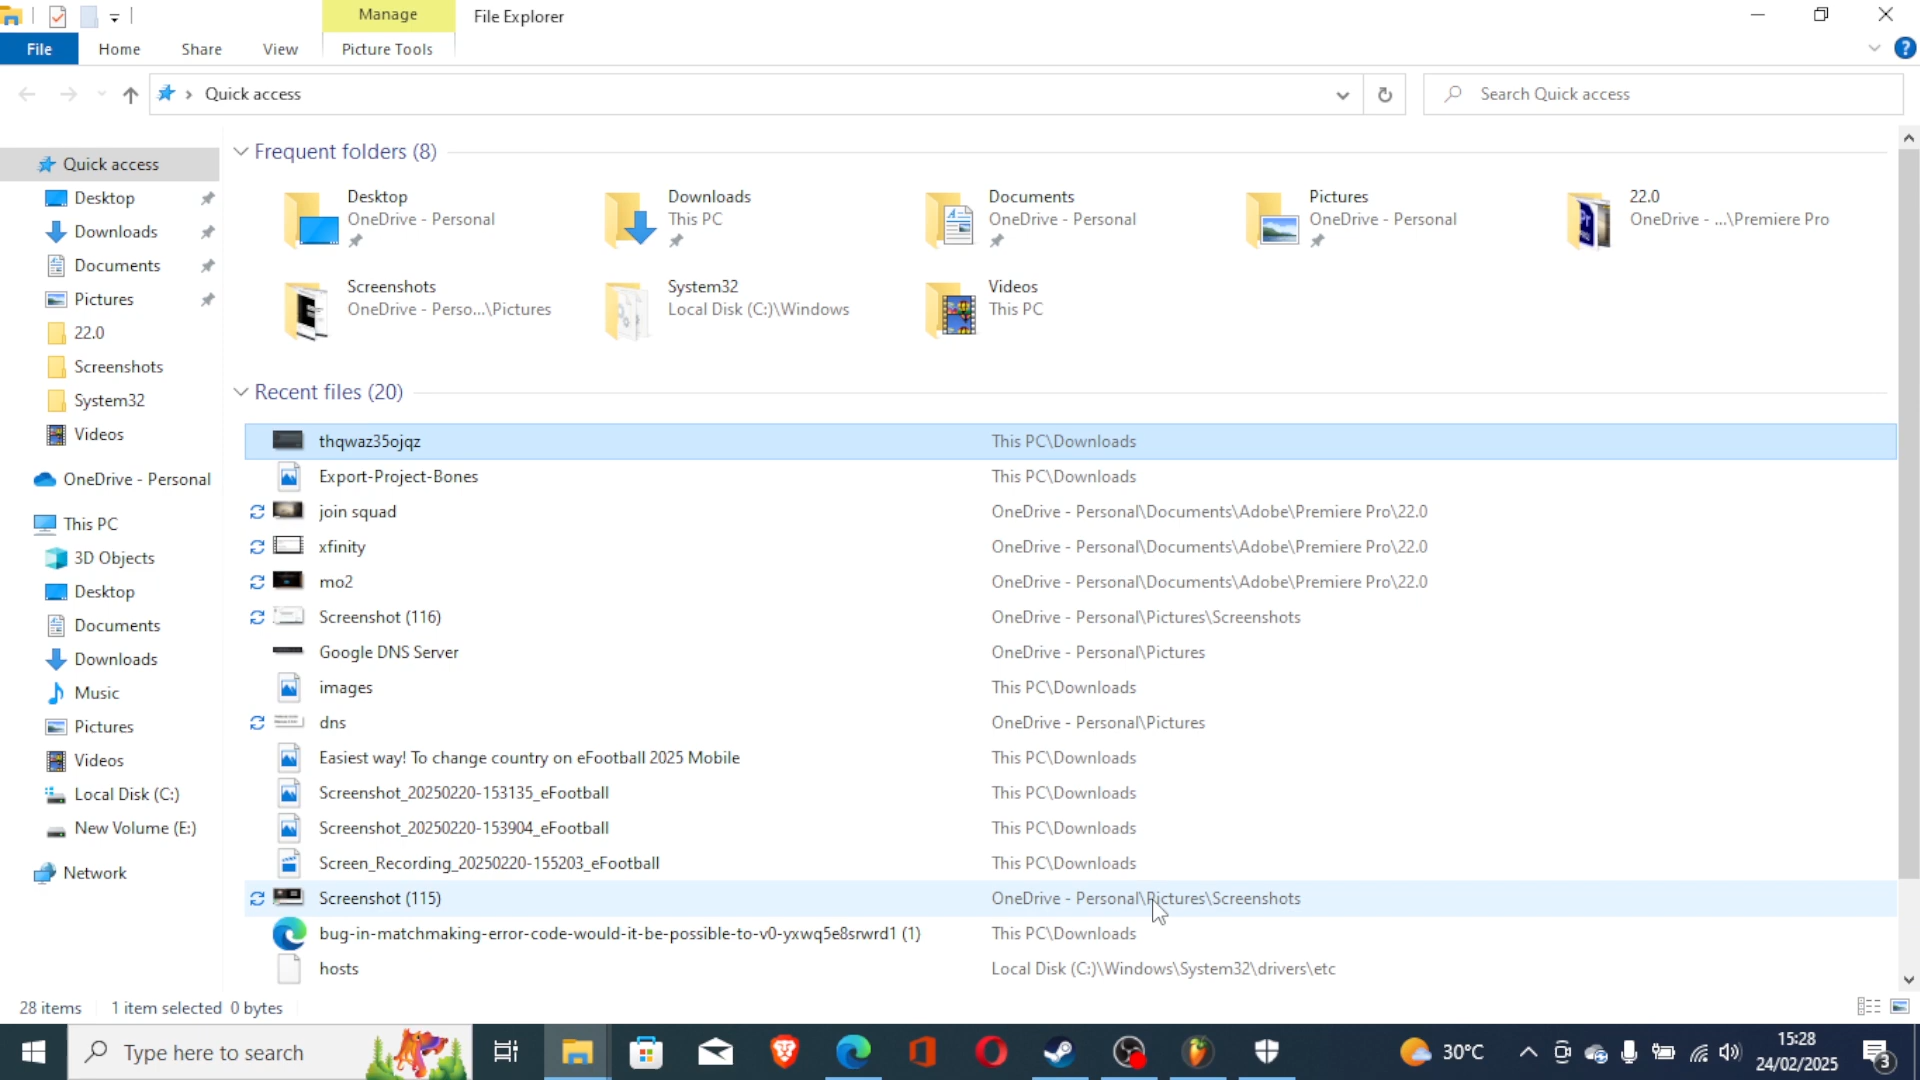 Manage
File Explorer
File
Home
Share
View
Picture Tools
Quick access
Search Quick access
Quick access
Desktop
Downloads
Documents
Pictures
22.0
Screenshots
System32
Videos
OneDrive - Personal
This PC
3D Objects
Desktop
Documents
Downloads
Music
Pictures
Videos
Local Disk (C:)
New Volume (E:)
Network
Frequent folders (8)
Desktop
OneDrive - Personal
Downloads
This PC
Documents
OneDrive - Personal
Pictures
OneDrive - Personal
22.0
OneDrive - ...\Premiere Pro
Screenshots
OneDrive - Perso...\Pictures
System32
Local Disk (C:)\Windows
Videos
This PC
Recent files (20)
thqwaz35ojqz This PC\Downloads
Export-Project-Bones This PC\Downloads
join squad OneDrive - Personal\Documents\Adobe\Premiere Pro\22.0
xfinity OneDrive - Personal\Documents\Adobe\Premiere Pro\22.0
mo2 OneDrive - Personal\Documents\Adobe\Premiere Pro\22.0
Screenshot (116) OneDrive - Personal\Pictures\Screenshots
Google DNS Server OneDrive - Personal\Pictures
images This PC\Downloads
dns OneDrive - Personal\Pictures
Easiest way! To change country on eFootball 2025 Mobile This PC\Downloads
Screenshot_20250220-153135_eFootball This PC\Downloads
Screenshot_20250220-153904_eFootball This PC\Downloads
Screen_Recording_20250220-155203_eFootball This PC\Downloads
Screenshot (115) OneDrive - Personal\Pictures\Screenshots
bug-in-matchmaking-error-code-would-it-be-possible-to-v0-yxwq5e8srwrd1 (1) This PC\Downloads
hosts Local Disk (C:)\Windows\System32\drivers\etc
28 items 1 item selected 0 bytes
Type here to search
30°C
15:28
24/02/2025
3